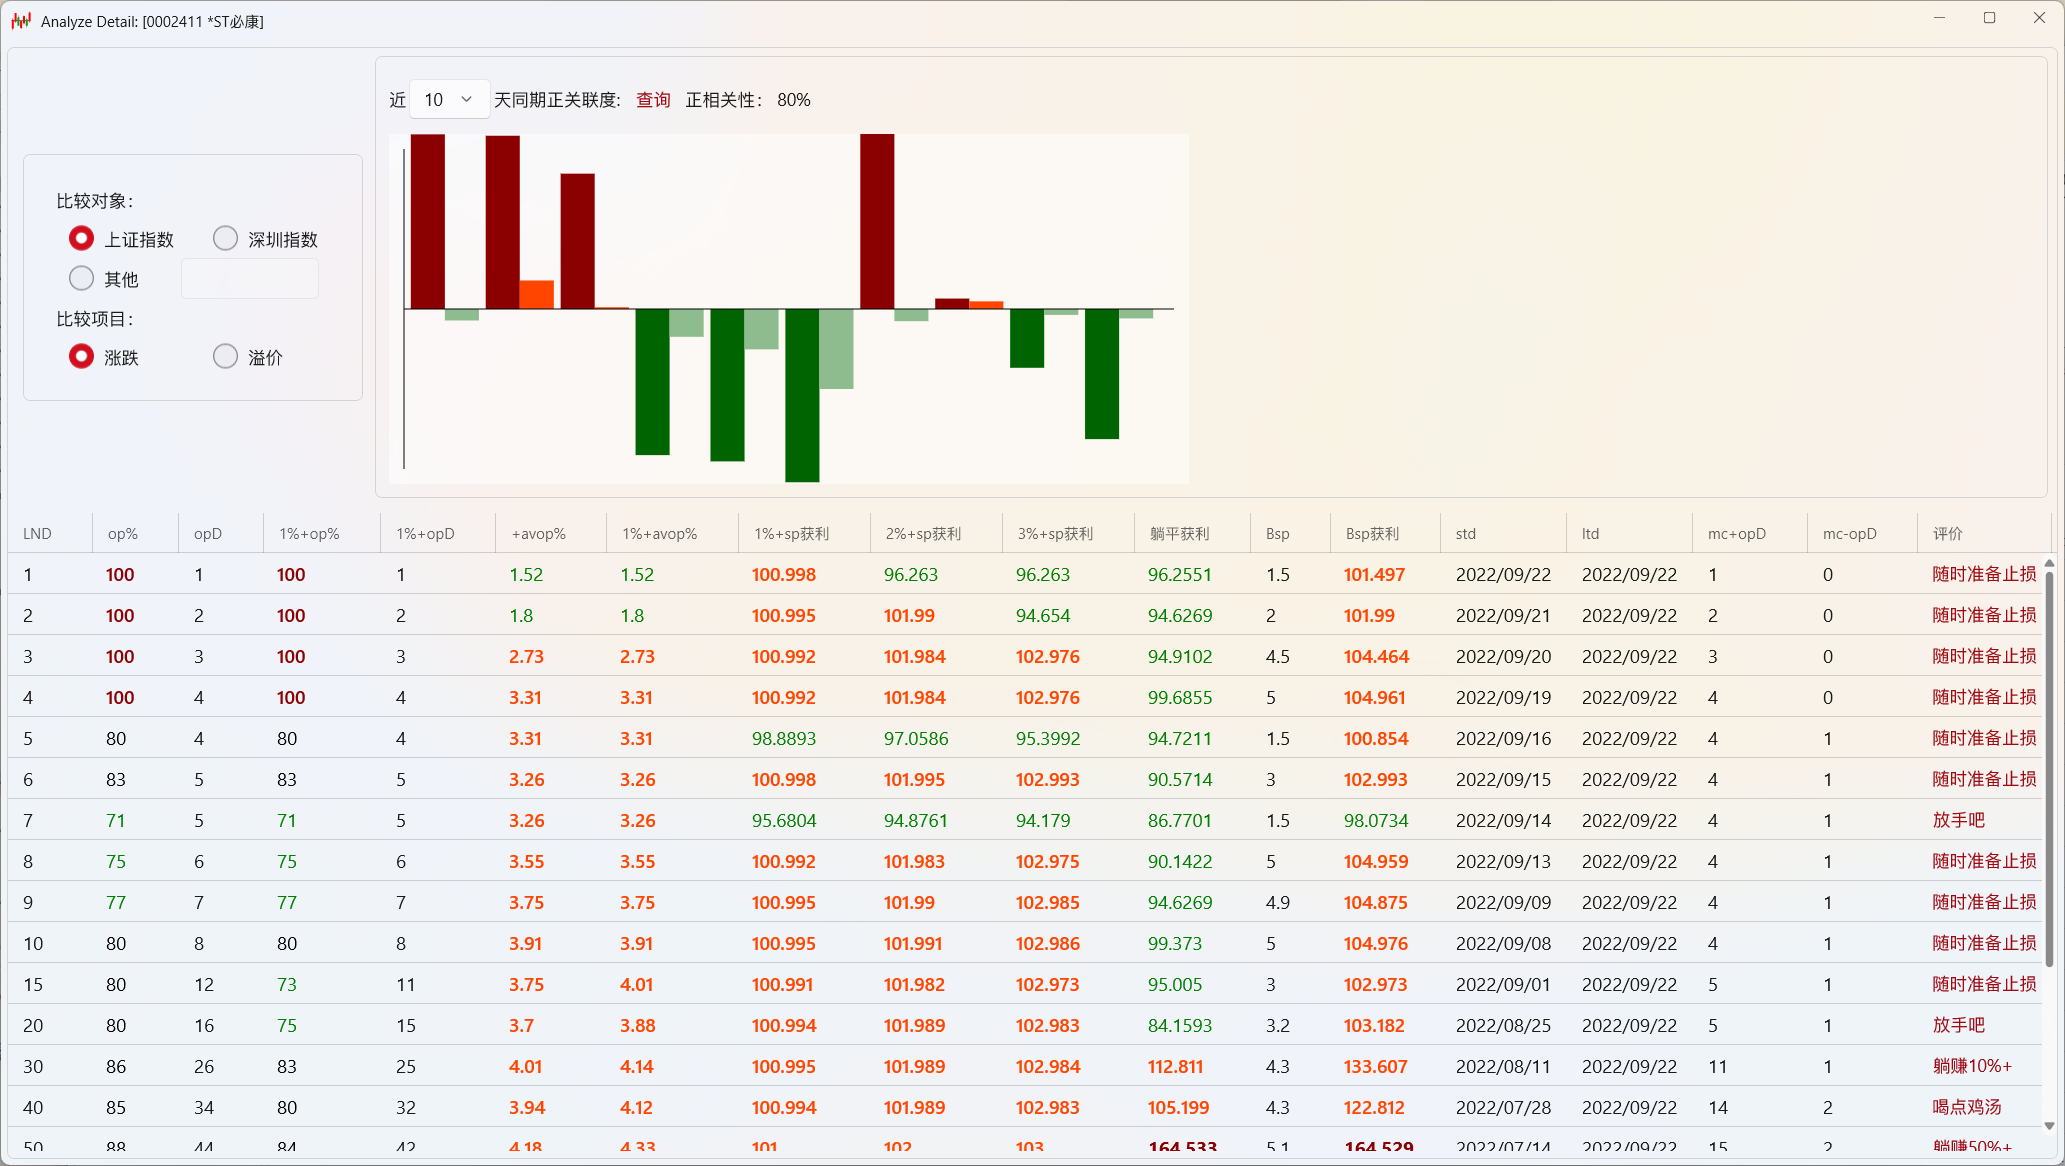 Analyze Detail: [0002411 *ST必康]
近 10 天同期正关联度: 查询 正相关性: 80%
比较对象:
上证指数 深圳指数
其他
比较项目:
涨跌 溢价
LND op% opD 1%+op% 1%+opD +avop% 1%+avop% 1%+sp获利 2%+sp获利 3%+sp获利 躺平获利 Bsp Bsp获利 std ltd mc+opD mc-opD 评价
1 100 1 100 1 1.52 1.52 100.998 96.263 96.263 96.2551 1.5 101.497 2022/09/22 2022/09/22 1 0 随时准备止损
2 100 2 100 2 1.8 1.8 100.995 101.99 94.654 94.6269 2 101.99 2022/09/21 2022/09/22 2 0 随时准备止损
3 100 3 100 3 2.73 2.73 100.992 101.984 102.976 94.9102 4.5 104.464 2022/09/20 2022/09/22 3 0 随时准备止损
4 100 4 100 4 3.31 3.31 100.992 101.984 102.976 99.6855 5 104.961 2022/09/19 2022/09/22 4 0 随时准备止损
5 80 4 80 4 3.31 3.31 98.8893 97.0586 95.3992 94.7211 1.5 100.854 2022/09/16 2022/09/22 4 1 随时准备止损
6 83 5 83 5 3.26 3.26 100.998 101.995 102.993 90.5714 3 102.993 2022/09/15 2022/09/22 4 1 随时准备止损
7 71 5 71 5 3.26 3.26 95.6804 94.8761 94.179 86.7701 1.5 98.0734 2022/09/14 2022/09/22 4 1 放手吧
8 75 6 75 6 3.55 3.55 100.992 101.983 102.975 90.1422 5 104.959 2022/09/13 2022/09/22 4 1 随时准备止损
9 77 7 77 7 3.75 3.75 100.995 101.99 102.985 94.6269 4.9 104.875 2022/09/09 2022/09/22 4 1 随时准备止损
10 80 8 80 8 3.91 3.91 100.995 101.991 102.986 99.373 5 104.976 2022/09/08 2022/09/22 4 1 随时准备止损
15 80 12 73 11 3.75 4.01 100.991 101.982 102.973 95.005 3 102.973 2022/09/01 2022/09/22 5 1 随时准备止损
20 80 16 75 15 3.7 3.88 100.994 101.989 102.983 84.1593 3.2 103.182 2022/08/25 2022/09/22 5 1 放手吧
30 86 26 83 25 4.01 4.14 100.995 101.989 102.984 112.811 4.3 133.607 2022/08/11 2022/09/22 11 1 躺赚10%+
40 85 34 80 32 3.94 4.12 100.994 101.989 102.983 105.199 4.3 122.812 2022/07/28 2022/09/22 14 2 喝点鸡汤
50 88 44 84 42 4.18 4.33 101 102 103 164.533 5.1 164.529 2022/07/14 2022/09/22 15 2 躺赚50%+